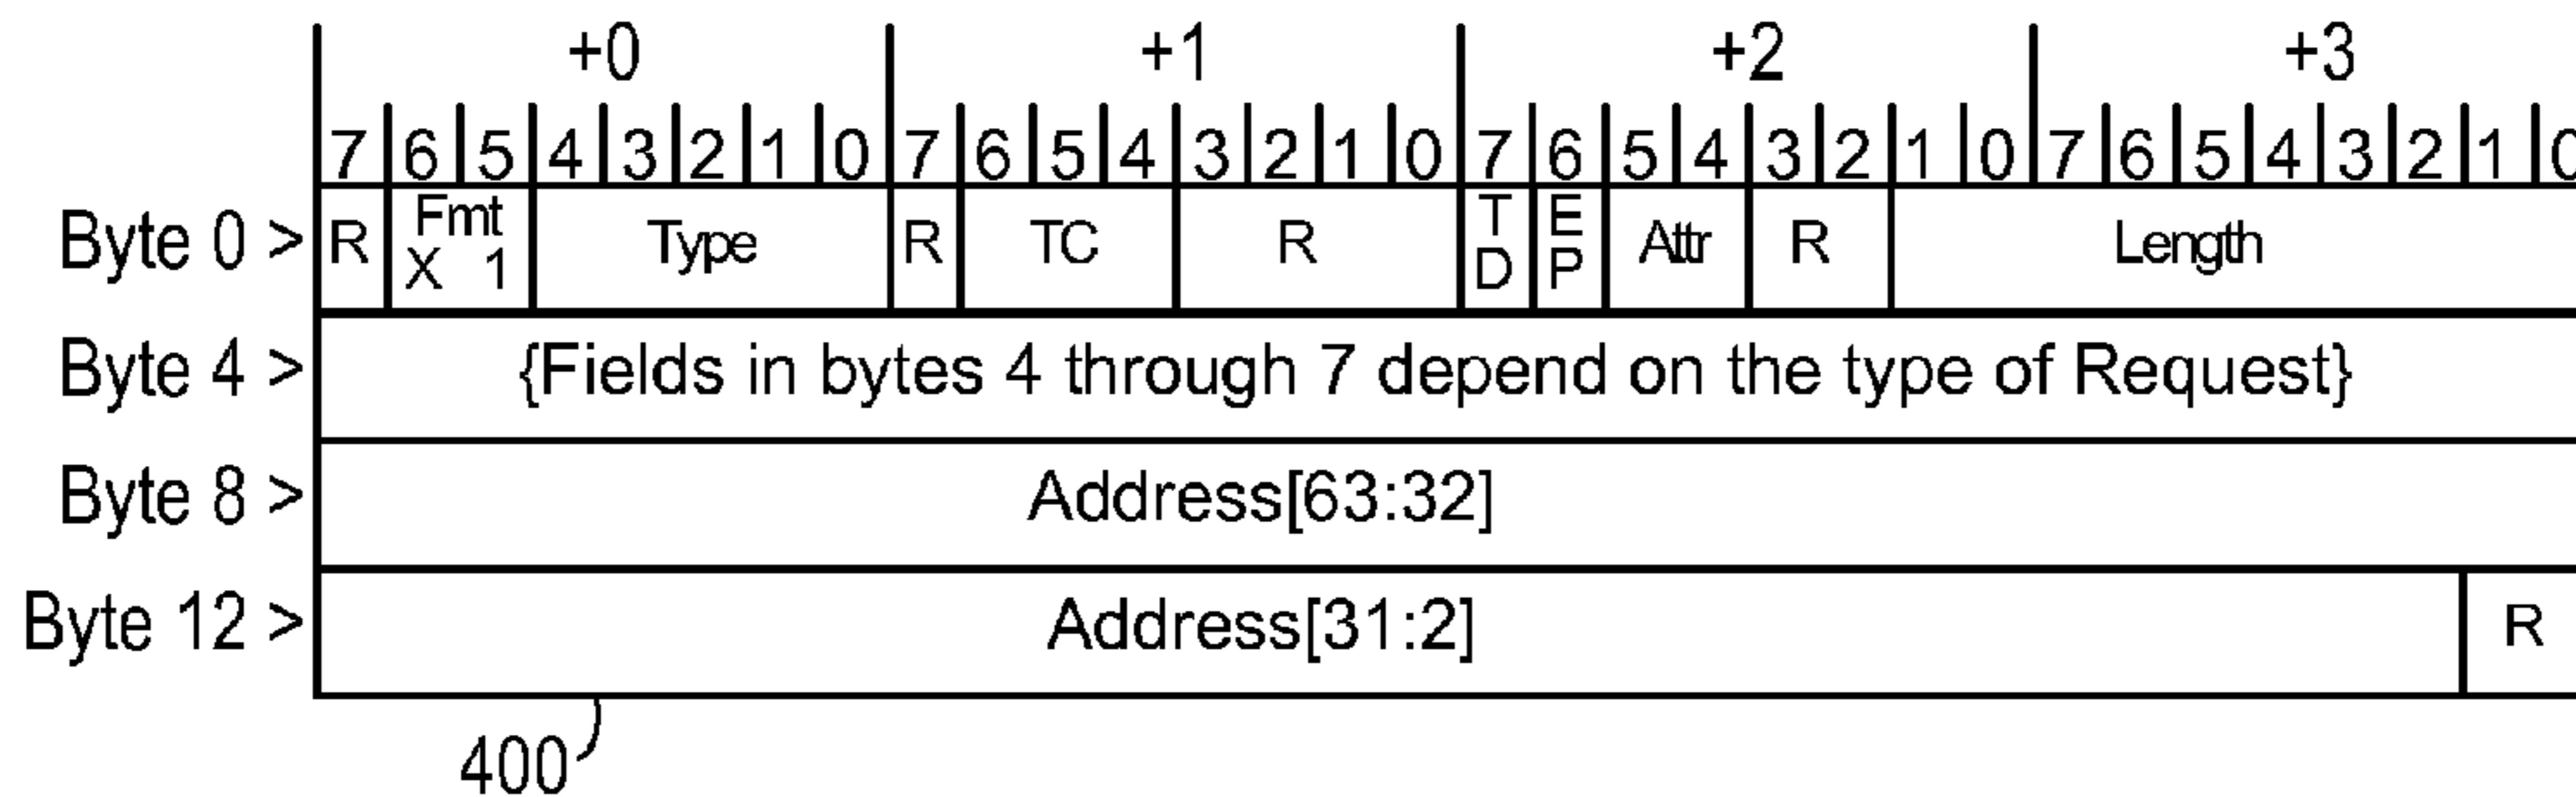 +0 +1 +2 +3
7 6 5 4 3 2 1 0 7 6 5 4 3 2 1 0 7 6 5 4 3 2 1 0 7 6 5 4 3 2 1 0
Byte 0 > R Fmt X 1 Type R TC R TD EP Attr R Length
Byte 4 > {Fields in bytes 4 through 7 depend on the type of Request}
Byte 8 > Address[63:32]
Byte 12 > Address[31:2] R
400